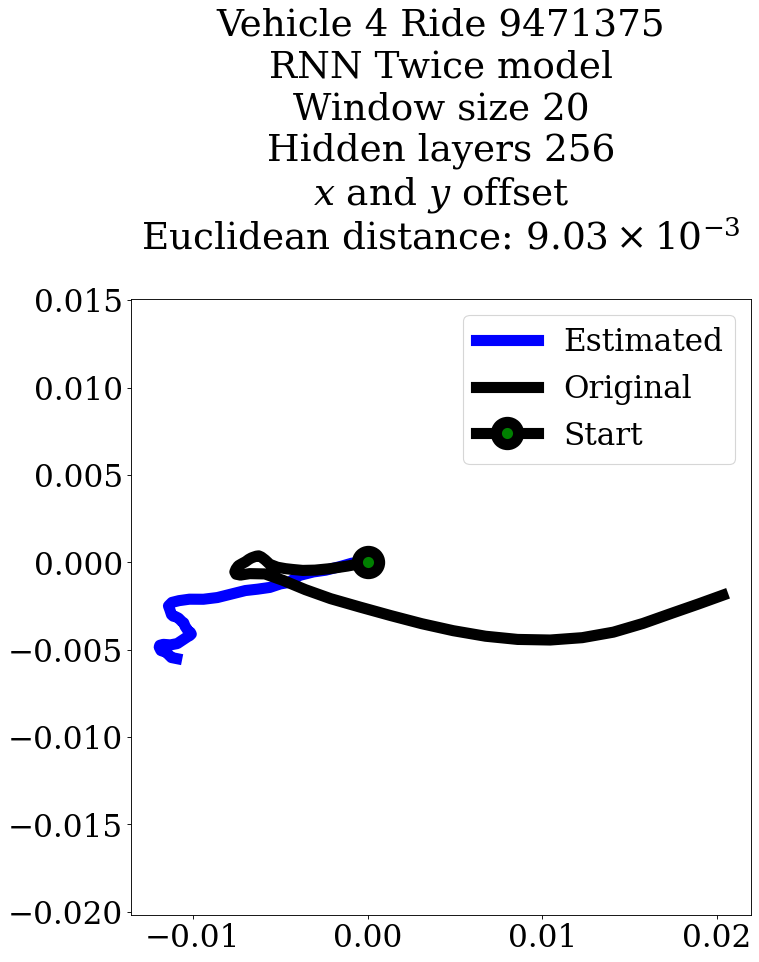 Vehicle 4 Ride 9471375
RNN Twice model
Window size 20
Hidden layers 256
x and y offset
Euclidean distance: 9.03 × 10⁻³
Estimated
Original
Start
0.015
0.010
0.005
0.000
−0.005
−0.010
−0.015
−0.020
−0.01 0.00 0.01 0.02